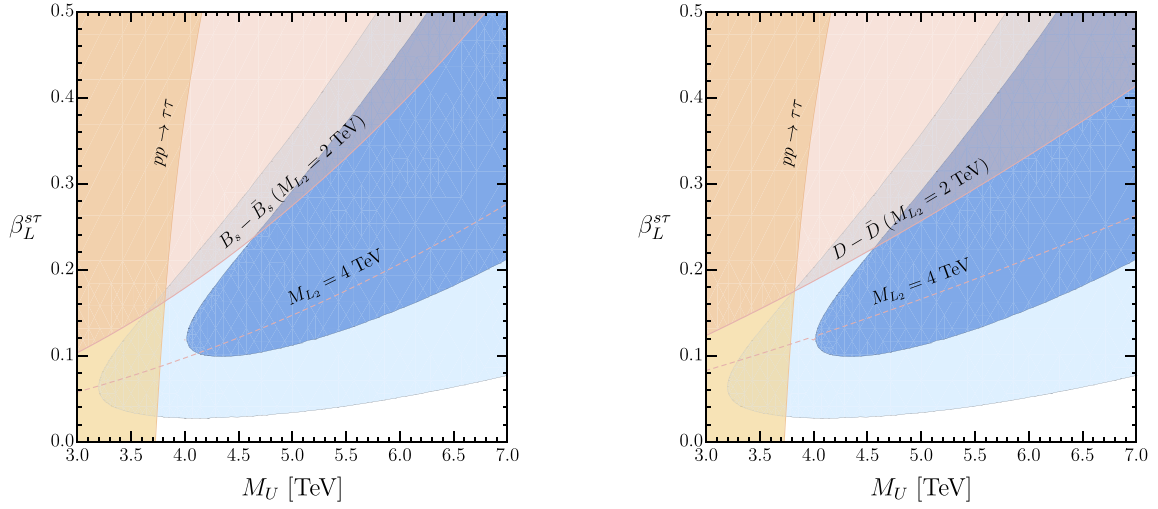 0.5
0.4
0.3
0.2
0.1
0.0
β_L^{sτ}
pp → ττ
B_s − B̄_s (M_{L_2} = 2 TeV)
M_{L_2} = 4 TeV
3.0 3.5 4.0 4.5 5.0 5.5 6.0 6.5 7.0
M_U [TeV]
0.5
0.4
0.3
0.2
0.1
0.0
β_L^{sτ}
pp → ττ
D − D̄ (M_{L_2} = 2 TeV)
M_{L_2} = 4 TeV
3.0 3.5 4.0 4.5 5.0 5.5 6.0 6.5 7.0
M_U [TeV]